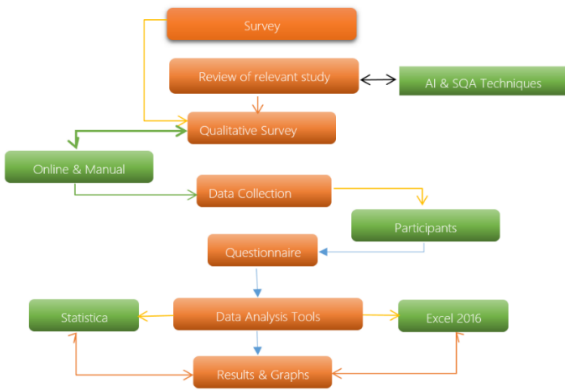 Survey
Review of relevant study
AI & SQA Techniques
Qualitative Survey
Online & Manual
Data Collection
Participants
Questionnaire
Statistica
Data Analysis Tools
Excel 2016
Results & Graphs